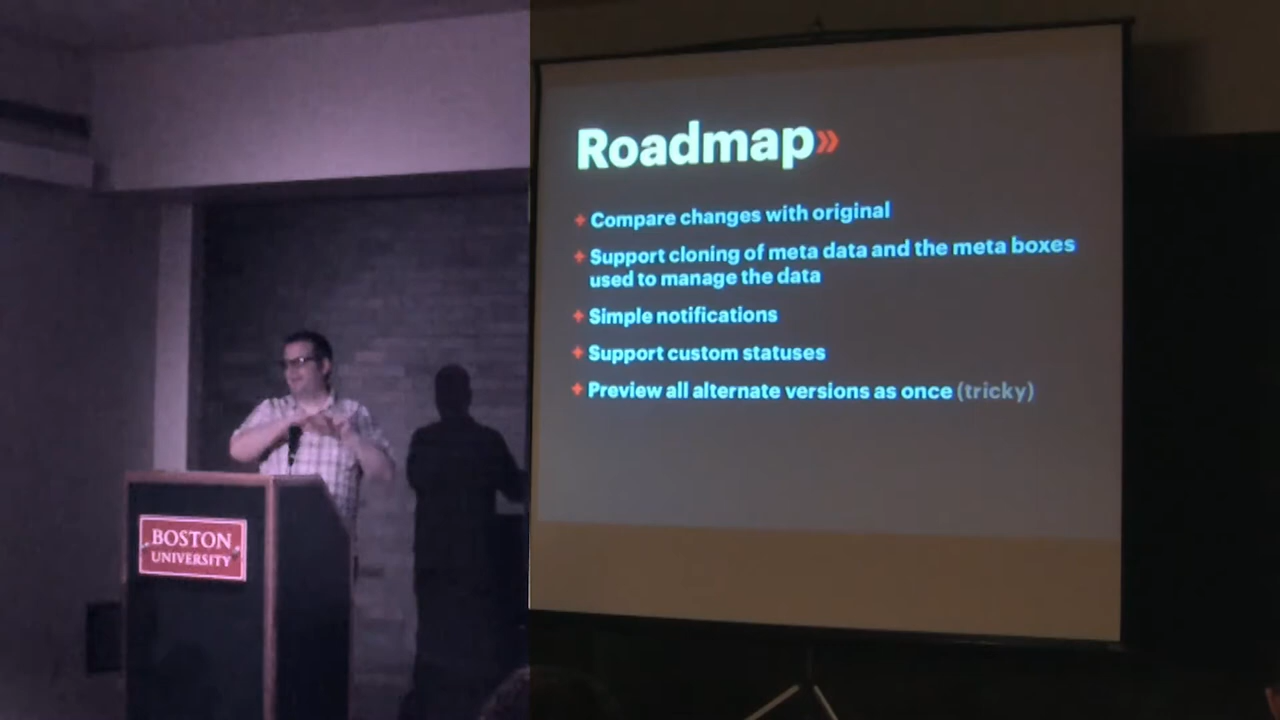 BOSTON
UNIVERSITY
Roadmap»
+ Compare changes with original
+ Support cloning of meta data and the meta boxes
used to manage the data
+ Simple notifications
+ Support custom statuses
+ Preview all alternate versions as once (tricky)